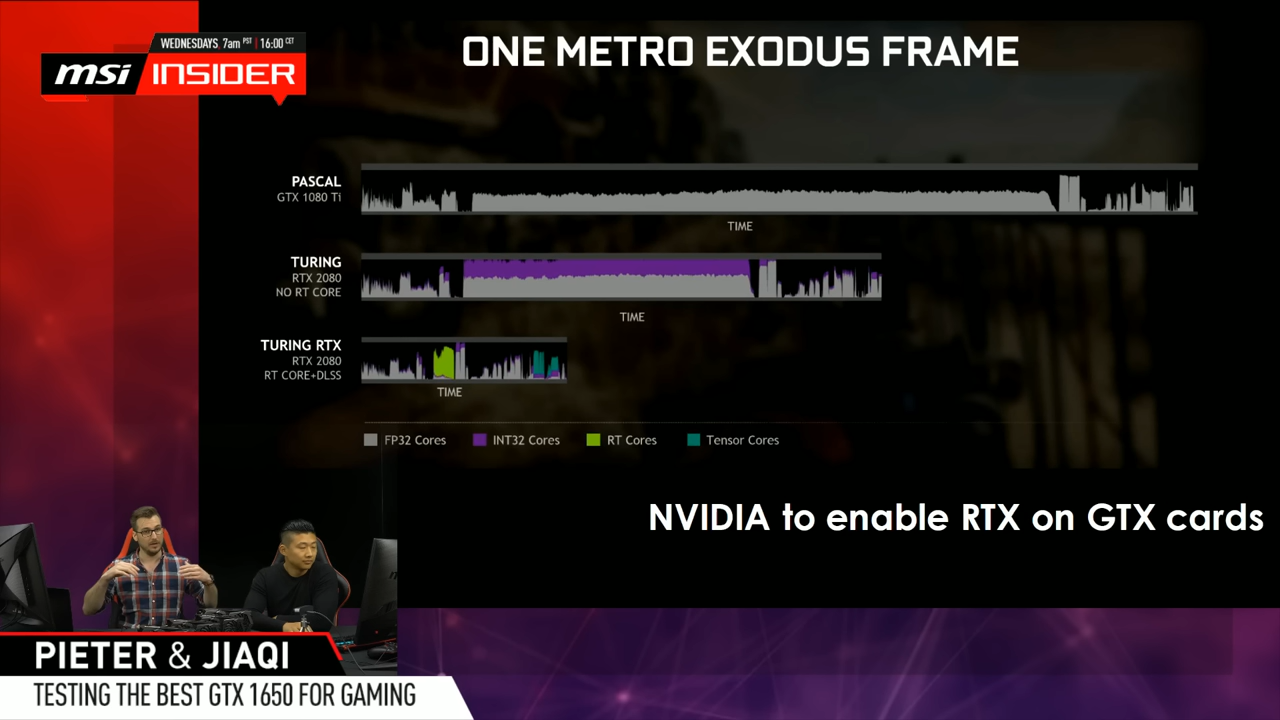 WEDNESDAYS, 7am PST | 16:00 CET
msi INSIDER
ONE METRO EXODUS FRAME
PASCAL
GTX 1080 Ti
TIME
TURING
RTX 2080
NO RT CORE
TIME
TURING RTX
RTX 2080
RT CORE+DLSS
TIME
FP32 Cores INT32 Cores RT Cores Tensor Cores
NVIDIA to enable RTX on GTX cards
PIETER & JIAQI
TESTING THE BEST GTX 1650 FOR GAMING